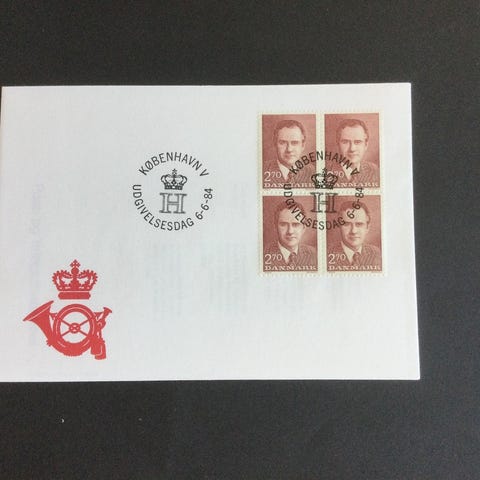 KØBENHAVN V
H
UDGIVELSESDAG 6-6-84
KØBENHAVN V
H
UDGIVELSESDAG 6-6-84
2.70
DANMARK
2.70
DANMARK
2.70
DANMARK
2.70
DANMARK